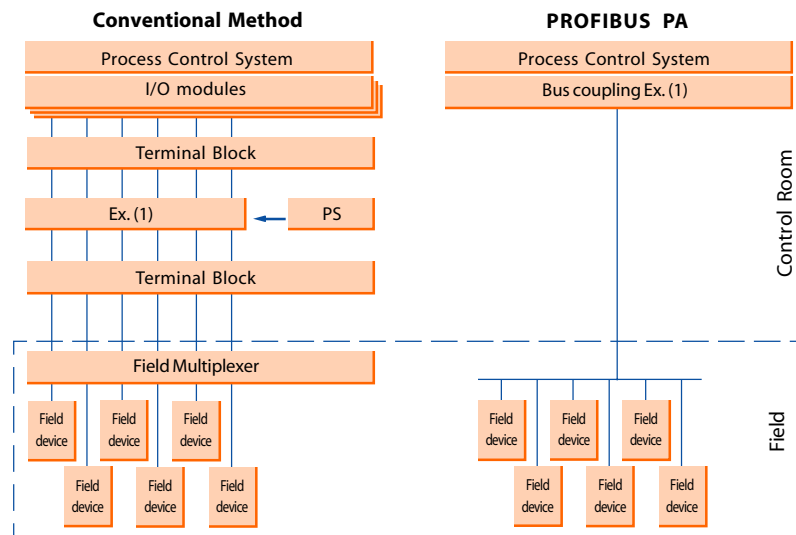 Conventional Method
Process Control System
I/O modules
Terminal Block
Ex. (1)
PS
Terminal Block
Field Multiplexer
Field
device
Field
device
Field
device
Field
device
Field
device
Field
device
PROFIBUS PA
Process Control System
Bus coupling Ex. (1)
Field
device
Field
device
Field
device
Field
device
Field
device
Field
device
Control Room
Field